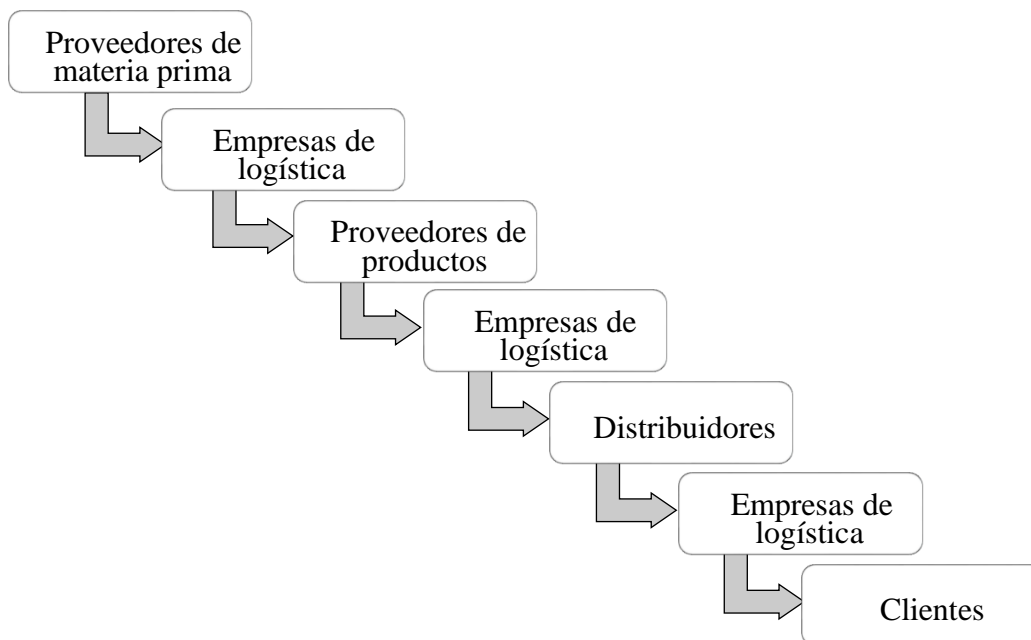 Proveedores de
materia prima
Empresas de
logística
Proveedores de
productos
Empresas de
logística
Distribuidores
Empresas de
logística
Clientes